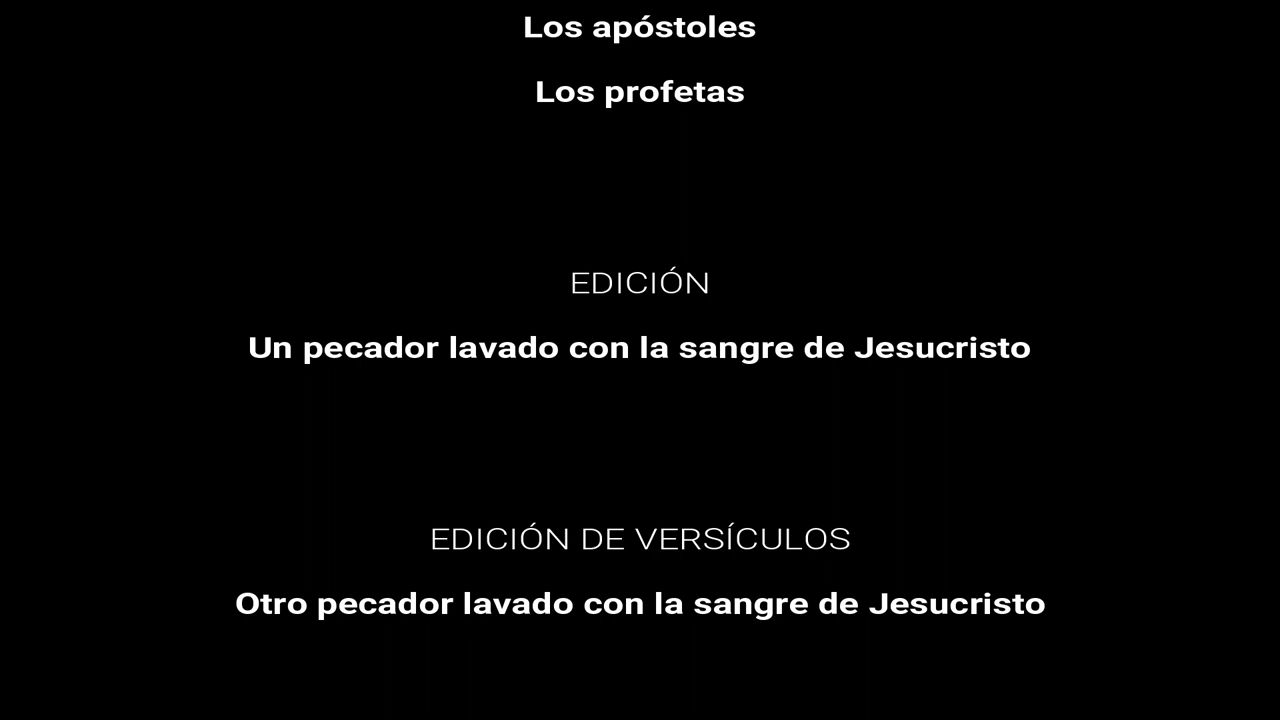 Los apóstoles
Los profetas
EDICIÓN
Un pecador lavado con la sangre de Jesucristo
EDICIÓN DE VERSÍCULOS
Otro pecador lavado con la sangre de Jesucristo